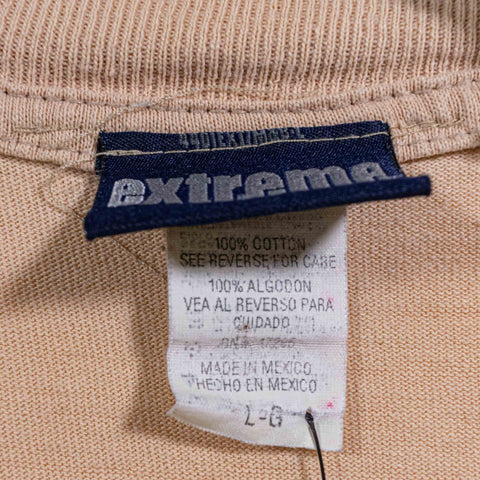 extreme
100% COTTON
SEE REVERSE FOR CARE
100% ALGODON
VEA AL REVERSO PARA
CUIDADO
MADE IN MEXICO
HECHO EN MEXICO
L-G